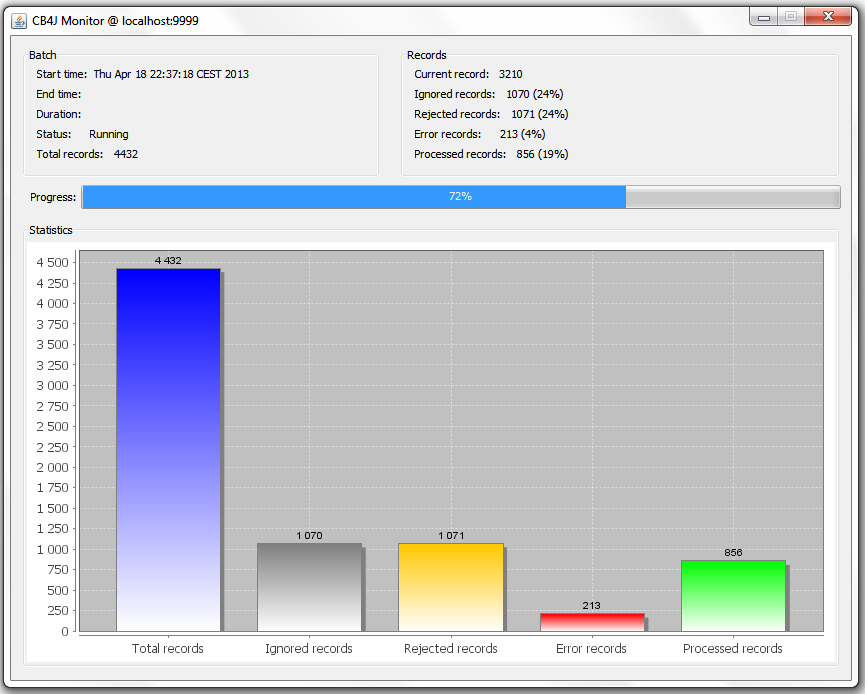 CB4J Monitor @ localhost:9999
Batch
Start time: Thu Apr 18 22:37:18 CEST 2013
End time:
Duration:
Status: Running
Total records: 4432
Records
Current record: 3210
Ignored records: 1070 (24%)
Rejected records: 1071 (24%)
Error records: 213 (4%)
Processed records: 856 (19%)
Progress: 72%
Statistics
4 500
4 250
4 000
3 750
3 500
3 250
3 000
2 750
2 500
2 250
2 000
1 750
1 500
1 250
1 000
750
500
250
0
4 432
1 070
1 071
213
856
Total records
Ignored records
Rejected records
Error records
Processed records